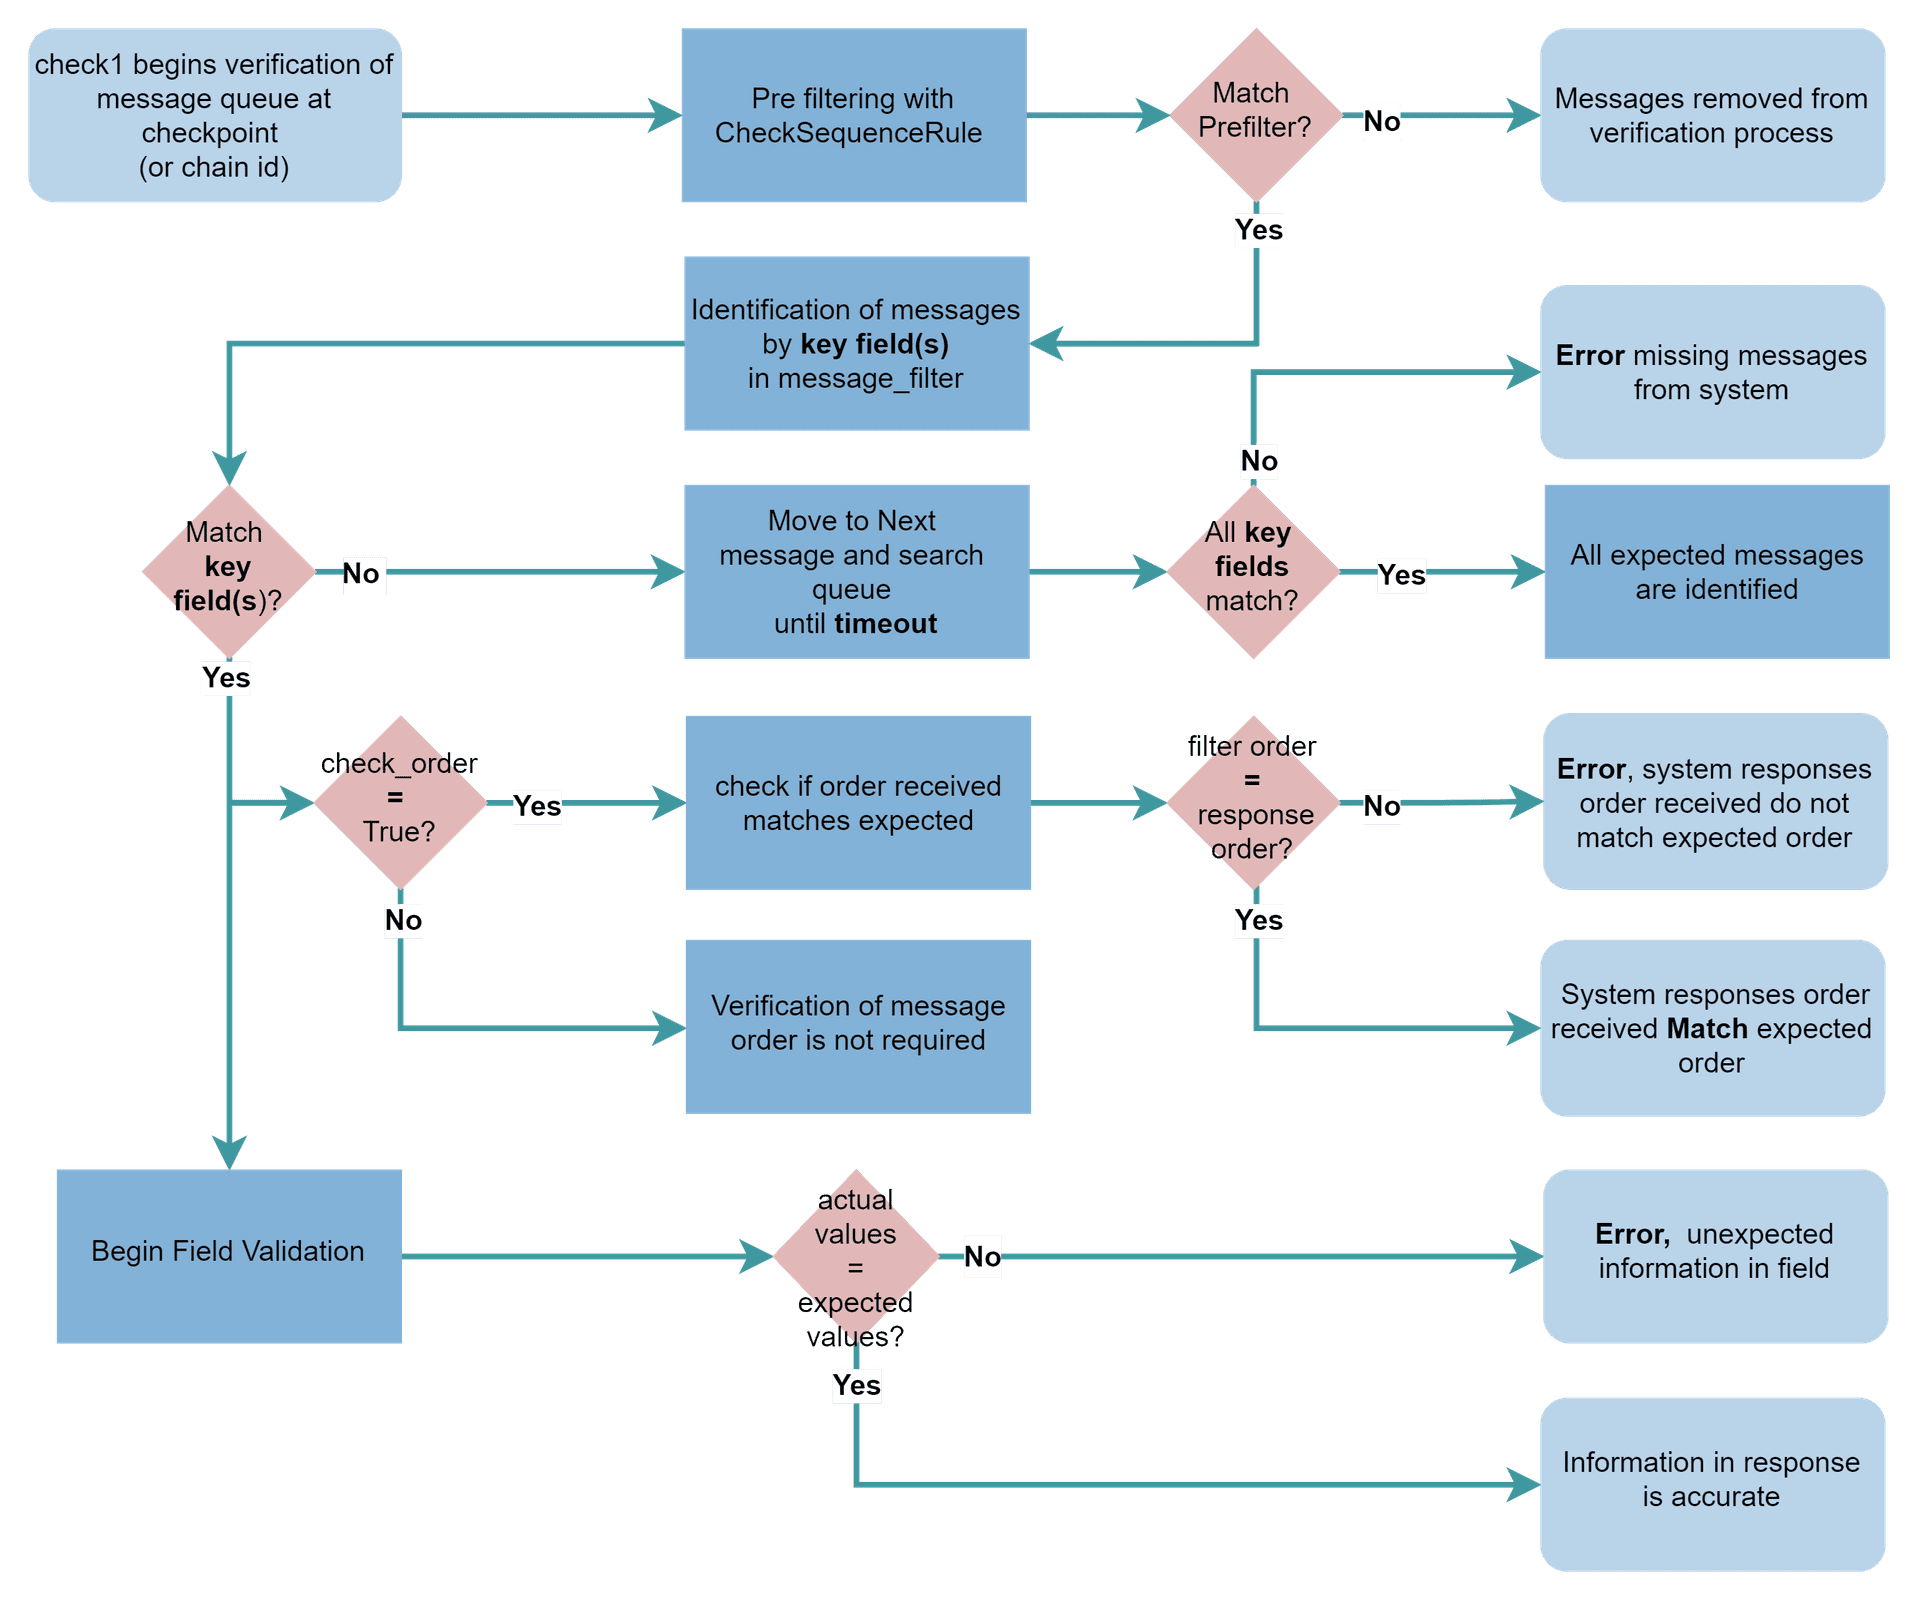 check1 begins verification of
message queue at
checkpoint
(or chain id)
Pre filtering with
CheckSequenceRule
Match
Prefilter?
No
Messages removed from
verification process
Yes
Identification of messages
by key field(s)
in message_filter
Error missing messages
from system
No
Match
key
field(s)?
No
Move to Next
message and search
queue
until timeout
All key
fields
match?
Yes
All expected messages
are identified
Yes
check_order
=
True?
Yes
check if order received
matches expected
filter order
=
response
order?
No
Error, system responses
order received do not
match expected order
No
Yes
Verification of message
order is not required
System responses order
received Match expected
order
Begin Field Validation
actual
values
=
expected
values?
No
Error,  unexpected
information in field
Yes
Information in response
is accurate